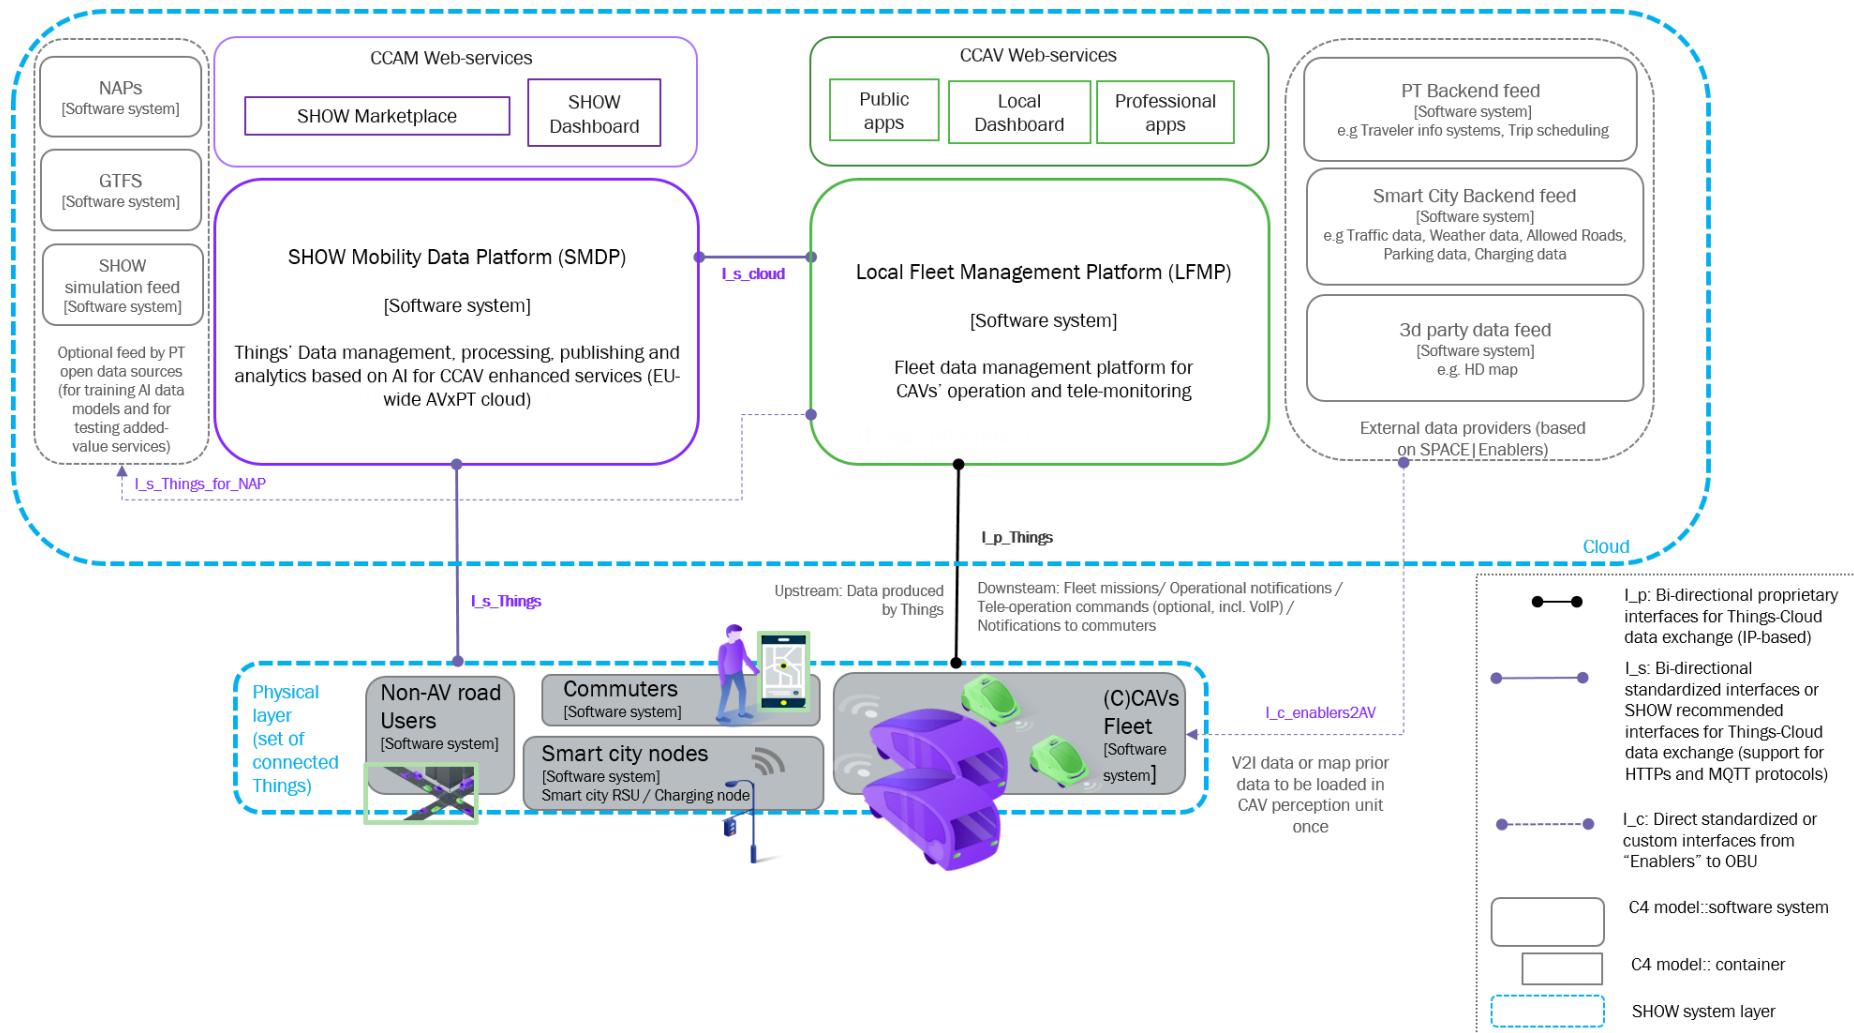 NAPs
[Software system]
GTFS
[Software system]
SHOW
simulation feed
[Software system]
Optional feed by PT
open data sources
(for training AI data
models and for
testing added-
value services)
CCAM Web-services
SHOW Marketplace
SHOW
Dashboard
SHOW Mobility Data Platform (SMDP)
[Software system]
Things' Data management, processing, publishing and
analytics based on AI for CCAV enhanced services (EU-
wide AVxPT cloud)
I_s_cloud
CCAV Web-services
Public
apps
Local
Dashboard
Professional
apps
Local Fleet Management Platform (LFMP)
[Software system]
Fleet data management platform for
CAVs' operation and tele-monitoring
PT Backend feed
[Software system]
e.g Traveler info systems, Trip scheduling
Smart City Backend feed
[Software system]
e.g Traffic data, Weather data, Allowed Roads,
Parking data, Charging data
3d party data feed
[Software system]
e.g. HD map
External data providers (based
on SPACE|Enablers)
I_s_Things_for_NAP
Cloud
I_s_Things
I_p_Things
Upstream: Data produced
by Things
Downsteam: Fleet missions/ Operational notifications /
Tele-operation commands (optional, incl. VoIP) /
Notifications to commuters
Physical
layer
(set of
connected
Things)
Non-AV road
Users
[Software system]
Commuters
[Software system]
Smart city nodes
[Software system]
Smart city RSU / Charging node
(C)CAVs
Fleet
[Software
system]
I_c_enablers2AV
V2I data or map prior
data to be loaded in
CAV perception unit
once
I_p: Bi-directional proprietary
interfaces for Things-Cloud
data exchange (IP-based)
I_s: Bi-directional
standardized interfaces or
SHOW recommended
interfaces for Things-Cloud
data exchange (support for
HTTPs and MQTT protocols)
I_c: Direct standardized or
custom interfaces from
“Enablers” to OBU
C4 model::software system
C4 model:: container
SHOW system layer